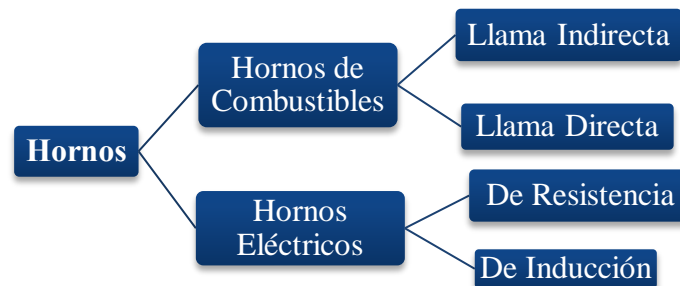 Hornos
Hornos de
Combustibles
Llama Indirecta
Llama Directa
Hornos
Eléctricos
De Resistencia
De Inducción